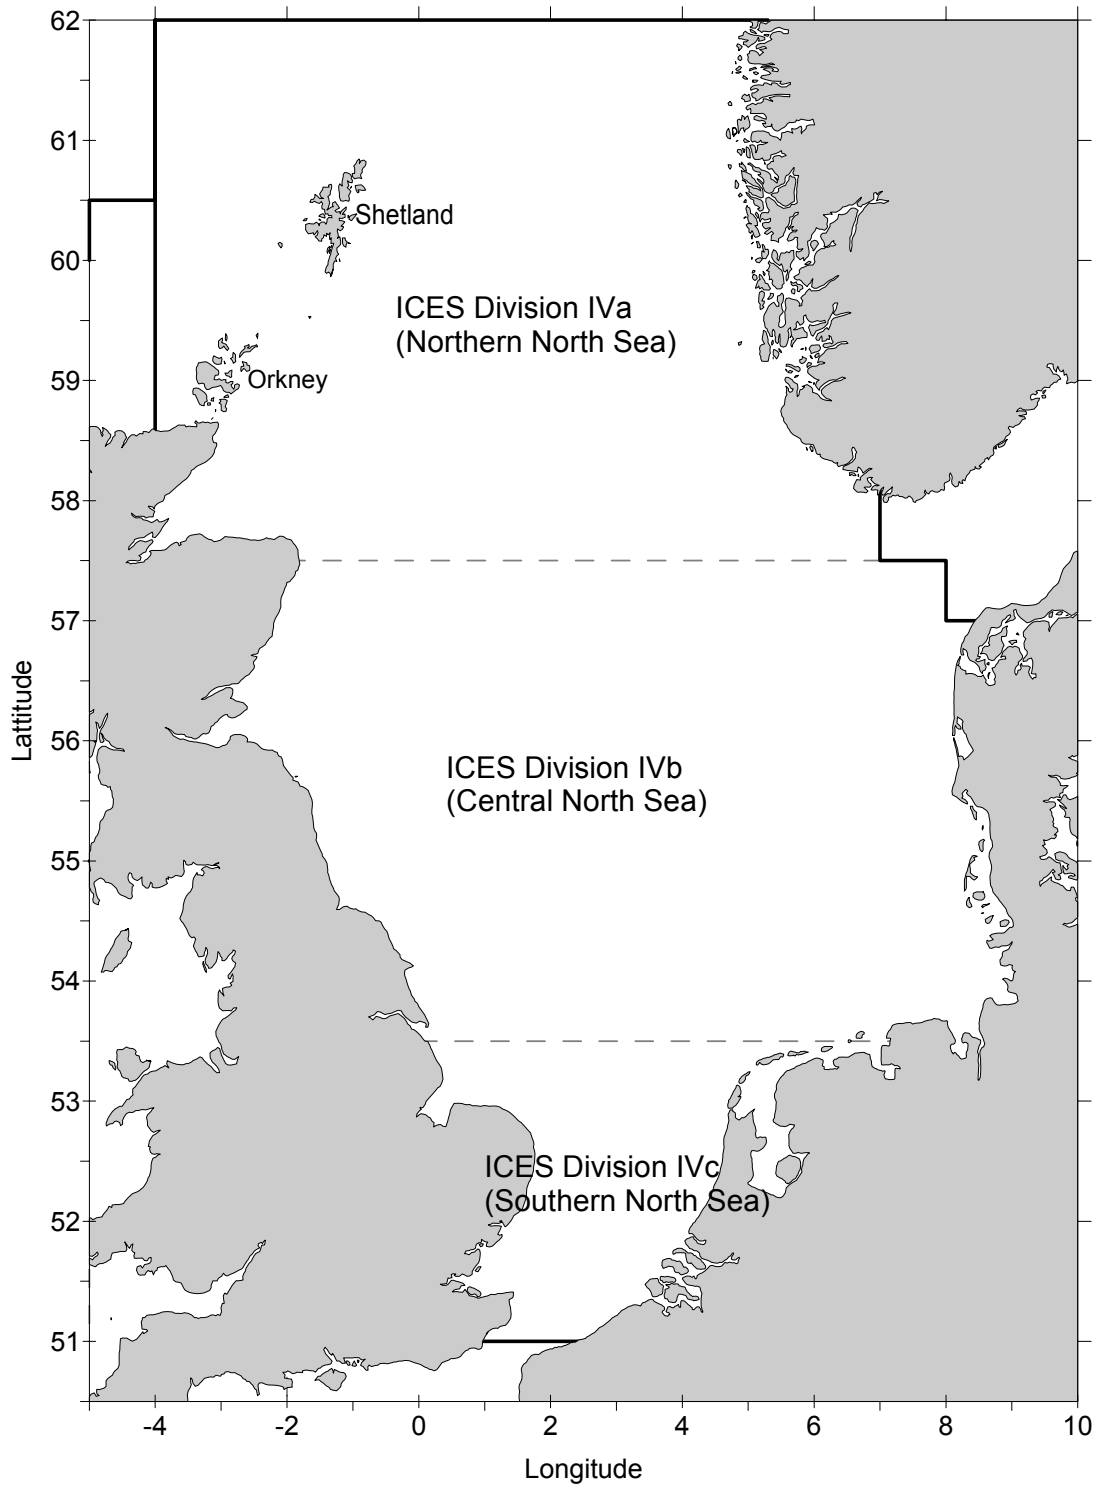 62
61
60
59
58
57
56
55
54
53
52
51
Lattitude
Shetland
ICES Division IVa
(Northern North Sea)
Orkney
ICES Division IVb
(Central North Sea)
ICES Division IVc
(Southern North Sea)
-4 -2 0 2 4 6 8 10
Longitude